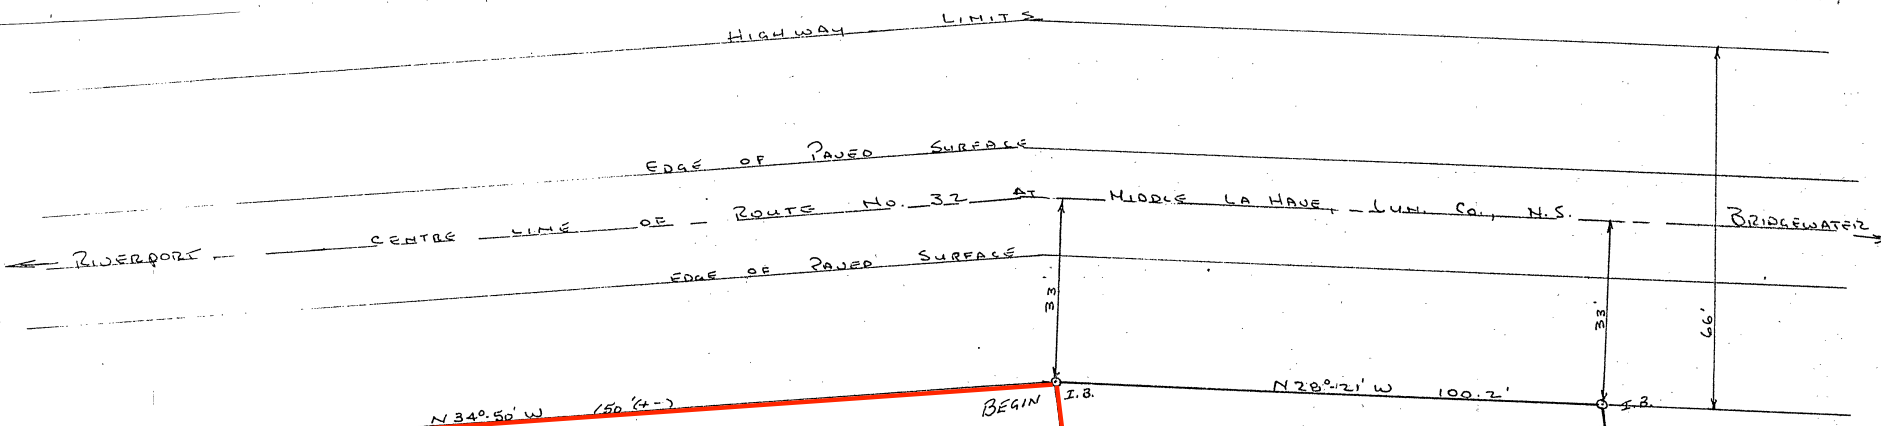 HIGHWAY LIMITS
EDGE OF PAVED SURFACE
RIVERPORT CENTRE LINE OF ROUTE No. 32 AT MIDDLE LA HAVE, LUN. CO., N.S. BRIDGEWATER
EDGE OF PAVED SURFACE
33'
33'
66'
N 34°-50' W 150'(+-)
BEGIN I.B.
N 28°-21' W 100.2'
I.B.